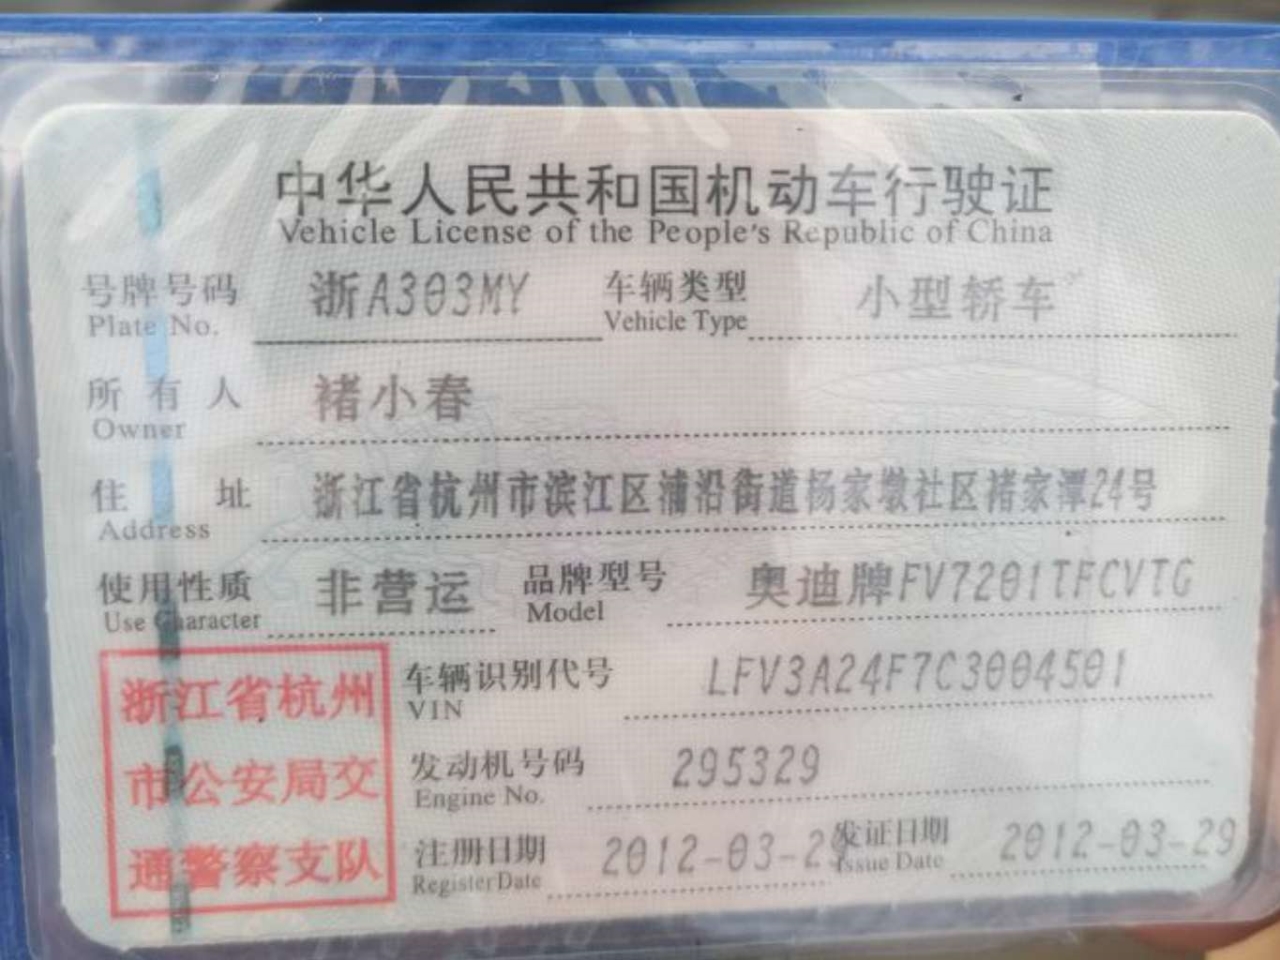 中华人民共和国机动车行驶证
Vehicle License of the People's Republic of China
号牌号码 浙A303MY 车辆类型 小型轿车
Plate No. Vehicle Type
所有人 褚小春
Owner
住址 浙江省杭州市滨江区浦沿街道杨家墩社区褚家潭24号
Address
使用性质 非营运 品牌型号 奥迪牌FV7201TFCVTG
Use Character Model
浙江省杭州
市公安局交
通警察支队
车辆识别代号 LFV3A24F7C3004501
VIN
发动机号码 295329
Engine No.
注册日期 2012-03-2 发证日期 2012-03-29
Register Date Issue Date